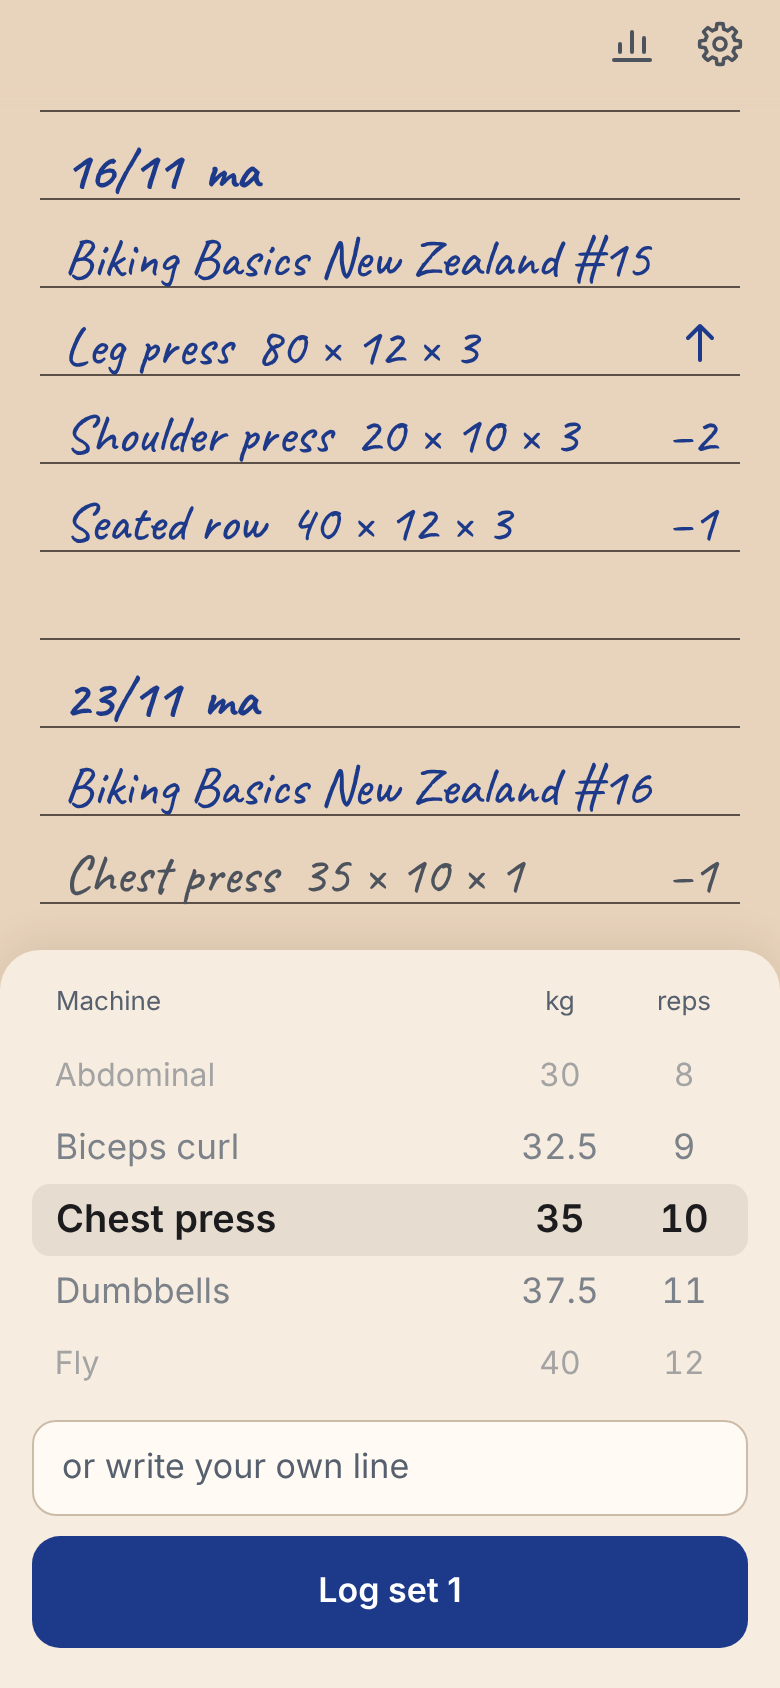 16/11 ma
Biking Basics New Zealand #15
Leg press 80 × 12 × 3 ↑
Shoulder press 20 × 10 × 3 –2
Seated row 40 × 12 × 3 –1
23/11 ma
Biking Basics New Zealand #16
Chest press 35 × 10 × 1 –1
Machine kg reps
Abdominal 30 8
Biceps curl 32.5 9
Chest press 35 10
Dumbbells 37.5 11
Fly 40 12
or write your own line
Log set 1